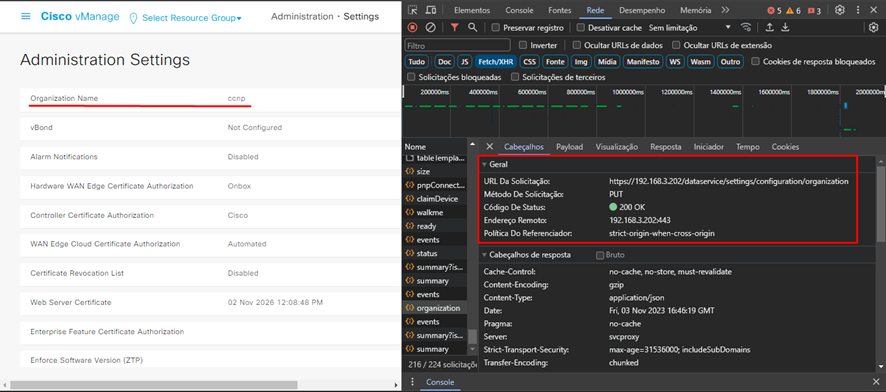 Cisco vManage
Select Resource Group
Administration · Settings
Administration Settings
Organization Name ccnp
vBond Not Configured
Alarm Notifications Disabled
Hardware WAN Edge Certificate Authorization Onbox
Controller Certificate Authorization Cisco
WAN Edge Cloud Certificate Authorization Automated
Certificate Revocation List Disabled
Web Server Certificate 02 Nov 2026 12:08:48 PM
Enterprise Feature Certificate Authorization
Enforce Software Version (ZTP)
Elementos Console Fontes Rede Desempenho Memória » 5 6 3
Preservar registro Desativar cache Sem limitação
Filtro Inverter Ocultar URLs de dados Ocultar URLs de extensão
Tudo Doc JS Fetch/XHR CSS Fonte Img Mídia Manifesto WS Wasm Outro Cookies de resposta bloqueados
Solicitações bloqueadas Solicitações de terceiros
200000ms 400000ms 600000ms 800000ms 1000000ms 1200000ms 1400000ms 1600000ms 1800000ms 2000000ms
Nome
tableTempla...
size
pnpConnect...
claimDevice
walkme
ready
events
status
summary?is...
summary
events
organization
events
summary?is...
summary
216 / 224 solicitaçõe
Cabeçalhos Payload Visualização Resposta Iniciador Tempo Cookies
Geral
URL Da Solicitação: https://192.168.3.202/dataservice/settings/configuration/organization
Método De Solicitação: PUT
Código De Status: 200 OK
Endereço Remoto: 192.168.3.202:443
Política Do Referenciador: strict-origin-when-cross-origin
Cabeçalhos de resposta Bruto
Cache-Control: no-cache, no-store, must-revalidate
Content-Encoding: gzip
Content-Type: application/json
Date: Fri, 03 Nov 2023 16:46:19 GMT
Pragma: no-cache
Server: svcproxy
Strict-Transport-Security: max-age=31536000; includeSubDomains
Transfer-Encoding: chunked
Console